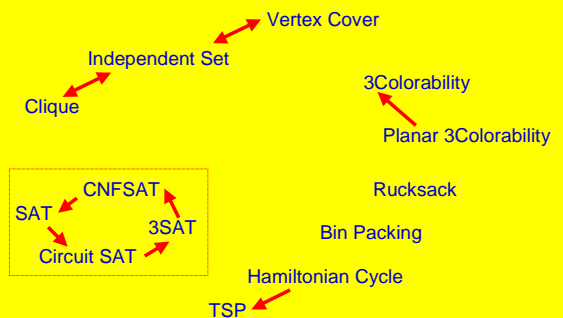 Vertex Cover
Independent Set
3Colorability
Clique
Planar 3Colorability
CNFSAT
Rucksack
SAT
3SAT
Bin Packing
Circuit SAT
Hamiltonian Cycle
TSP